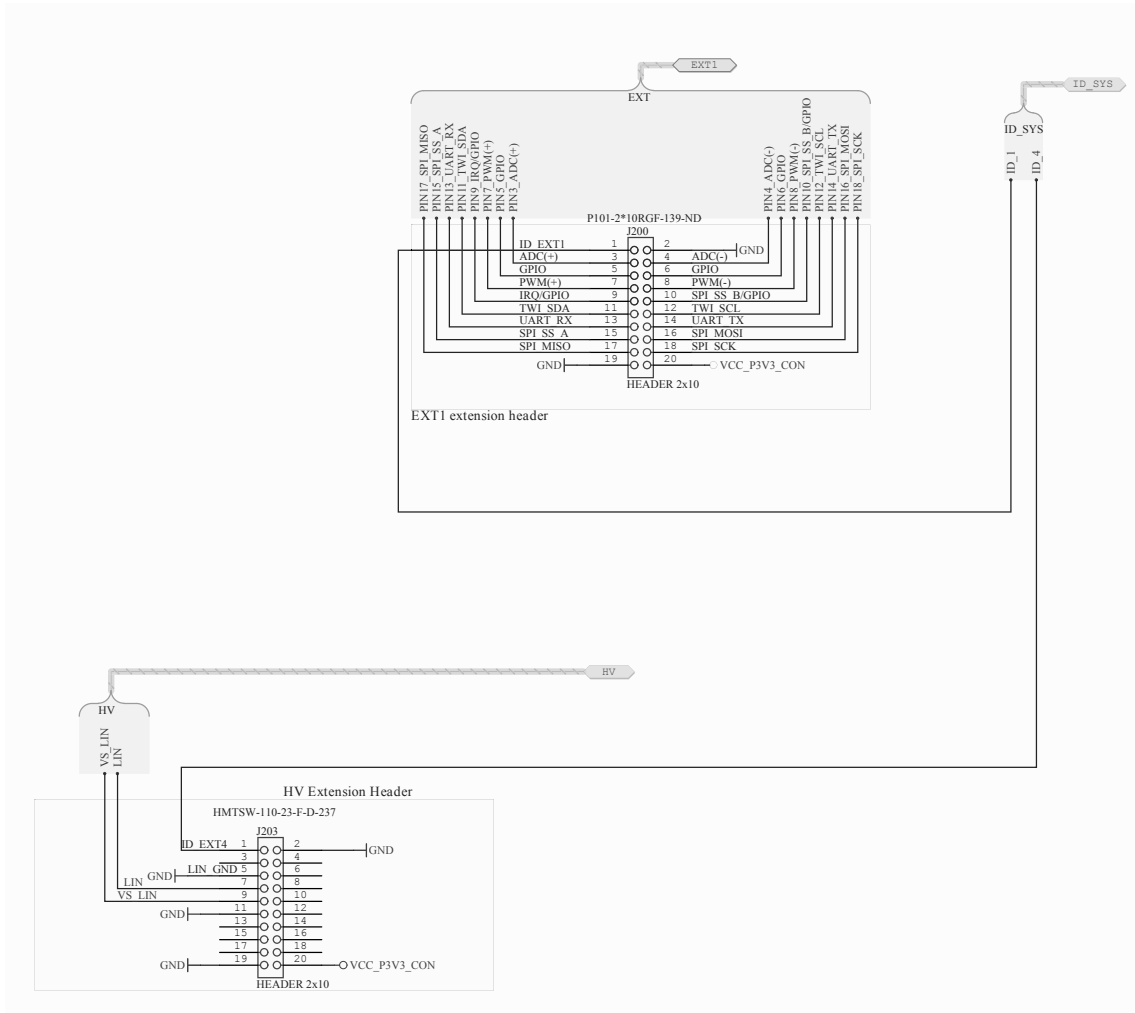 EXT1
ID_SYS
EXT
ID_SYS
PIN17_SPI_MISO
PIN15_SPI_SS_A
PIN13_UART_RX
PIN11_TWI_SDA
PIN9_IRQ/GPIO
PIN7_PWM(+)
PIN5_GPIO
PIN3_ADC(+)
PIN4_ADC(-)
PIN6_GPIO
PIN8_PWM(-)
PIN10_SPI_SS_B/GPIO
PIN12_TWI_SCL
PIN14_UART_TX
PIN16_SPI_MOSI
PIN18_SPI_SCK
ID_1
ID_4
P101-2*10RGF-139-ND
J200
ID_EXT1 1 2 GND
ADC(+) 3 4 ADC(-)
GPIO 5 6 GPIO
PWM(+) 7 8 PWM(-)
IRQ/GPIO 9 10 SPI_SS_B/GPIO
TWI_SDA 11 12 TWI_SCL
UART_RX 13 14 UART_TX
SPI_SS_A 15 16 SPI_MOSI
SPI_MISO 17 18 SPI_SCK
GND 19 20 VCC_P3V3_CON
HEADER 2x10
EXT1 extension header
HV
HV
VS_LIN
LIN
HV Extension Header
HMTSW-110-23-F-D-237
J203
ID_EXT4 1 2 GND
3 4
GND LIN_GND 5 6
LIN 7 8
VS_LIN 9 10
GND 11 12
13 14
15 16
17 18
GND 19 20 VCC_P3V3_CON
HEADER 2x10